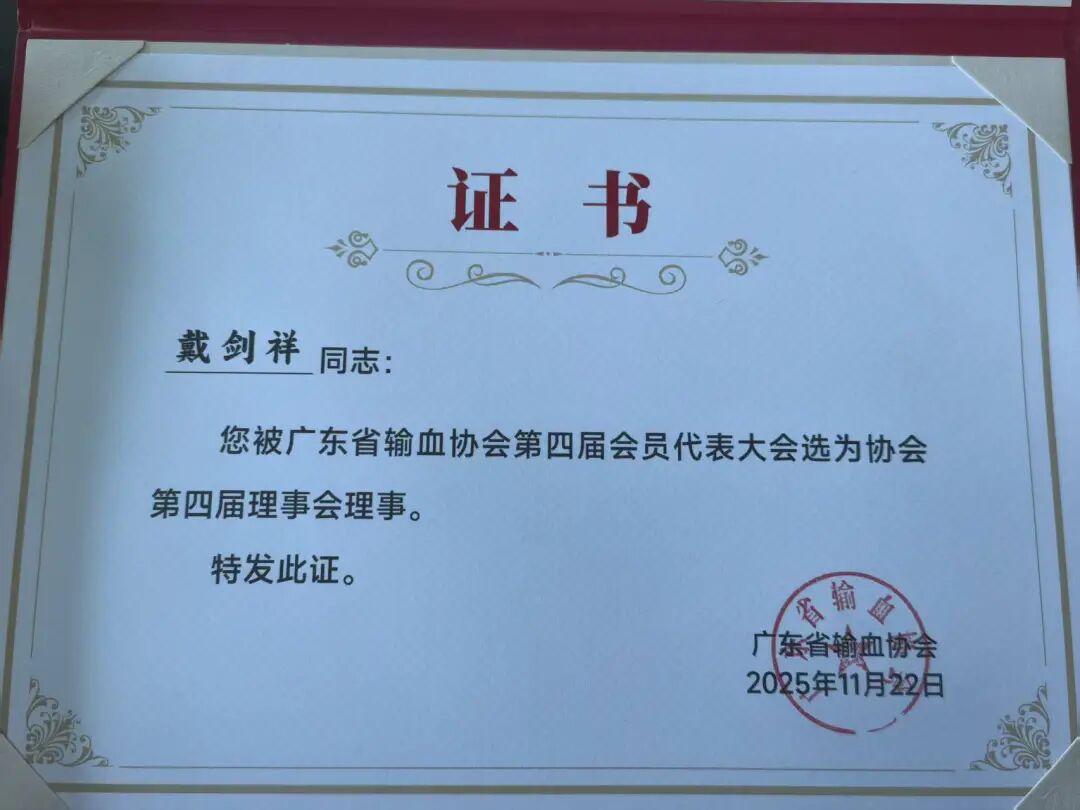 证书
戴剑祥 同志：
您被广东省输血协会第四届会员代表大会选为协会
第四届理事会理事。
特发此证。
广东省输血协会
2025年11月22日